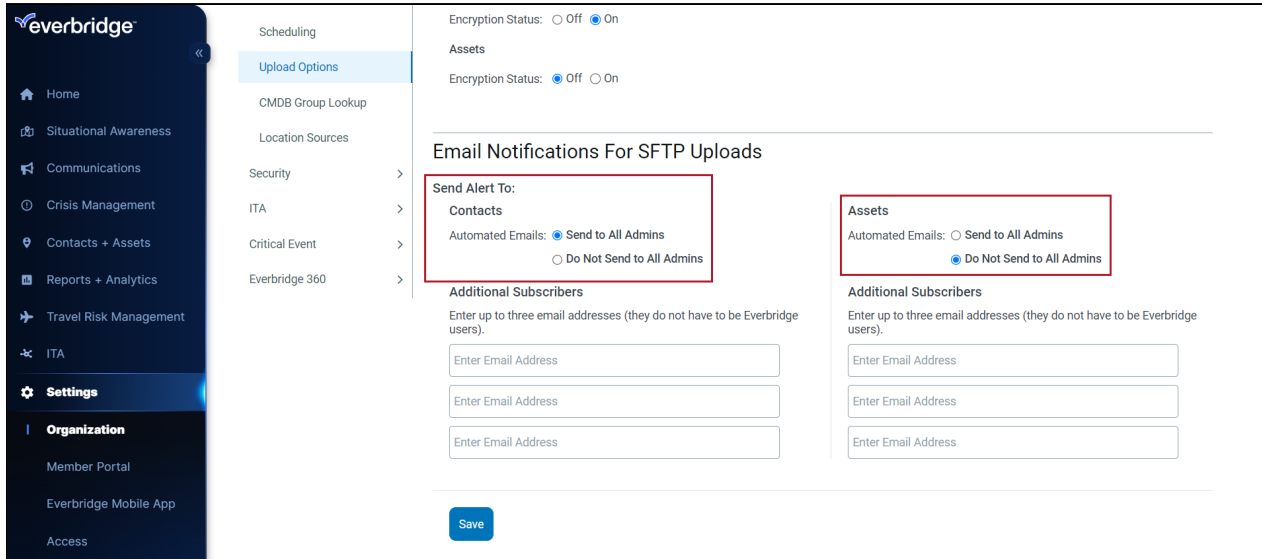 everbridge
Home
Situational Awareness
Communications
Crisis Management
Contacts + Assets
Reports + Analytics
Travel Risk Management
ITA
Settings
Organization
Member Portal
Everbridge Mobile App
Access
Scheduling
Upload Options
CMDB Group Lookup
Location Sources
Security
ITA
Critical Event
Everbridge 360
Encryption Status: Off On
Assets
Encryption Status: Off On
Email Notifications For SFTP Uploads
Send Alert To:
Contacts
Automated Emails: Send to All Admins
Do Not Send to All Admins
Additional Subscribers
Enter up to three email addresses (they do not have to be Everbridge
users).
Enter Email Address
Enter Email Address
Enter Email Address
Assets
Automated Emails: Send to All Admins
Do Not Send to All Admins
Additional Subscribers
Enter up to three email addresses (they do not have to be Everbridge
users).
Enter Email Address
Enter Email Address
Enter Email Address
Save